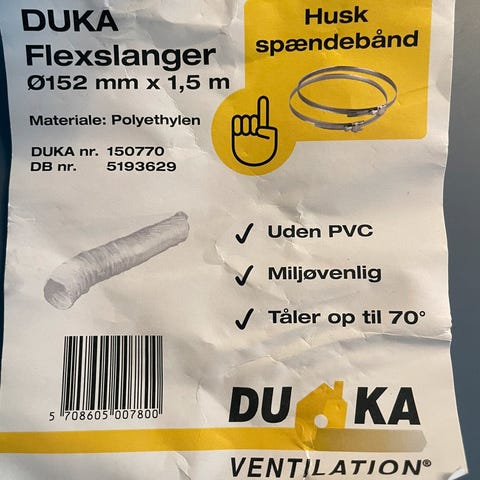 DUKA
Flexslanger
Ø152 mm x 1,5 m
Materiale: Polyethylen
DUKA nr. 150770
DB nr. 5193629
Husk
spændebånd
✓ Uden PVC
✓ Miljøvenlig
✓ Tåler op til 70°
5 708605 007800
DUKA
VENTILATION®